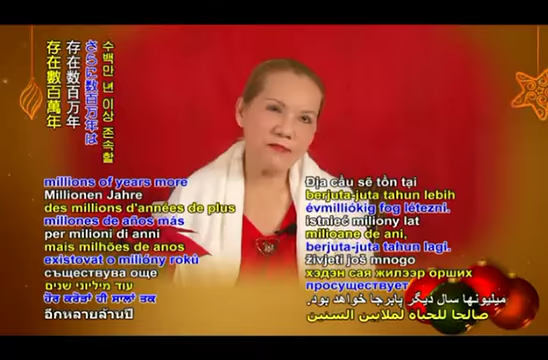 수백만 년 이상 존속할
さらに数百万年は
存在数百万年
存在數百萬年
millions of years more
Millionen Jahre
des millions d'années de plus
millones de años más
per milioni di anni
mais milhões de anos
existovat o milióny roků
съществува още
עוד מיליוני שנים
ਹੋਰ ਕਰੋੜਾਂ ਹੀ ਸਾਲਾਂ ਤਕ
อีกหลายล้านปี
Địa cầu sẽ tồn tại
berjuta-juta tahun lebih
évmilliókig fog létezni.
istnieć miliony lat
milioane de ani,
berjuta-juta tahun lagi.
živjeti još mnogo
хэдэн сая жилээр орших
просуществует
میلیونها سال دیگر پابرجا خواهد بود.
صالحا للحياه لملايين السنين